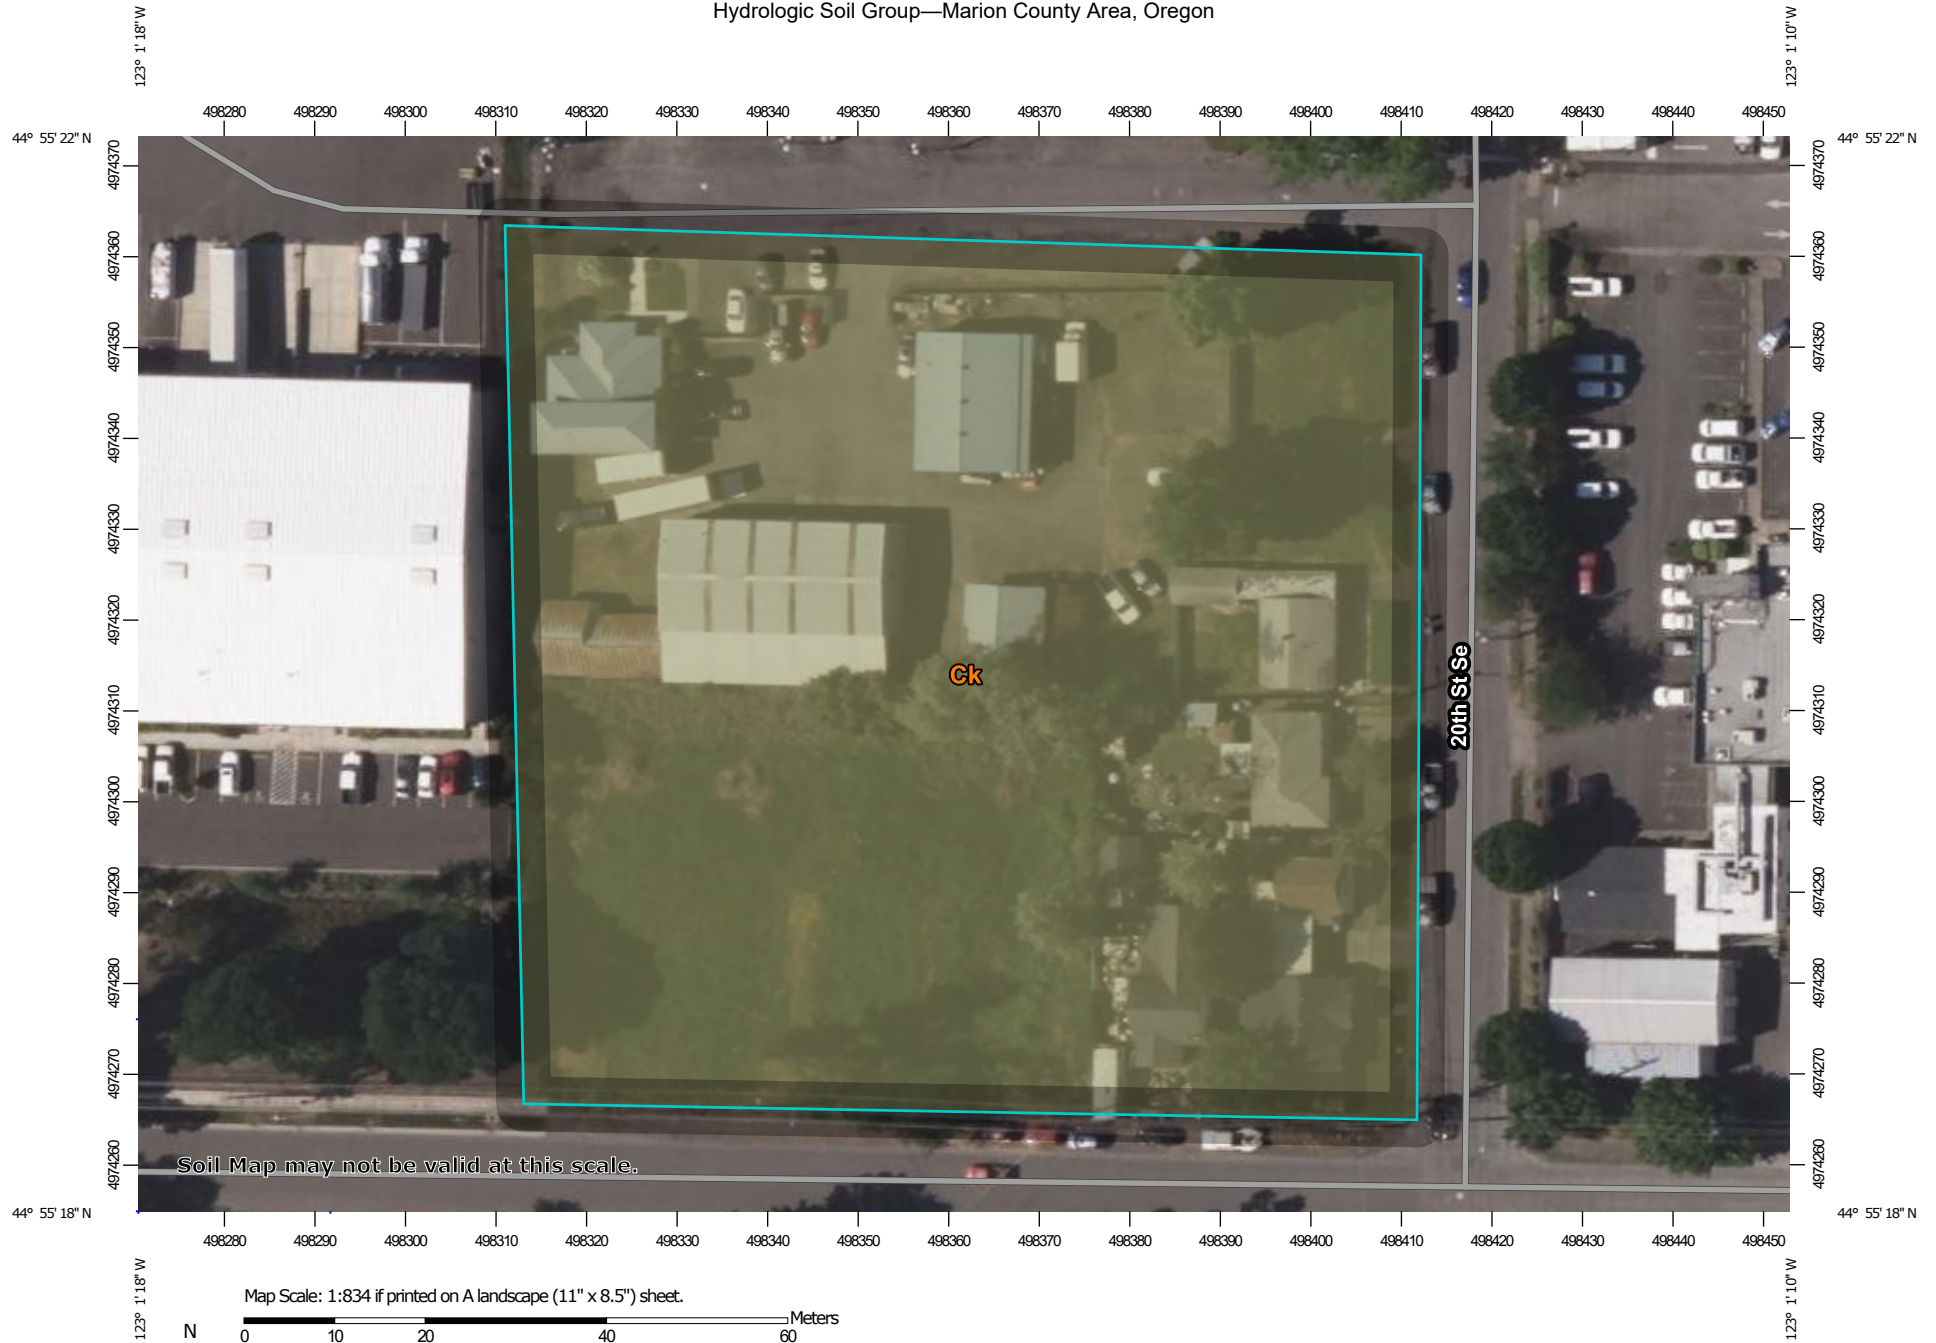 Hydrologic Soil Group—Marion County Area, Oregon
123° 1' 18'' W
123° 1' 10'' W
498280 498290 498300 498310 498320 498330 498340 498350 498360 498370 498380 498390 498400 498410 498420 498430 498440 498450
44° 55' 22'' N
44° 55' 22'' N
4974370 4974370
4974360 4974360
4974350 4974350
4974340 4974340
4974330 4974330
4974320 4974320
Ck
20th St Se
4974310 4974310
4974300 4974300
4974290 4974290
4974280 4974280
4974270 4974270
4974260 4974260
Soil Map may not be valid at this scale.
44° 55' 18'' N
44° 55' 18'' N
498280 498290 498300 498310 498320 498330 498340 498350 498360 498370 498380 498390 498400 498410 498420 498430 498440 498450
123° 1' 18'' W
123° 1' 10'' W
Map Scale: 1:834 if printed on A landscape (11" x 8.5") sheet.
Meters
N
0 10 20 40 60